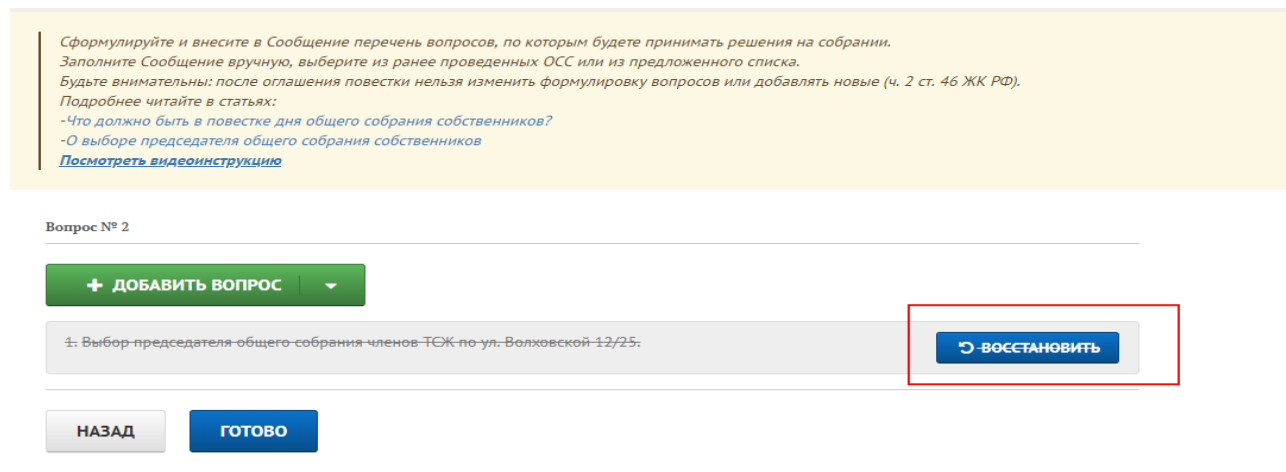 Сформулируйте и внесите в Сообщение перечень вопросов, по которым будете принимать решения на собрании.
Заполните Сообщение вручную, выберите из ранее проведенных ОСС или из предложенного списка.
Будьте внимательны: после оглашения повестки нельзя изменить формулировку вопросов или добавлять новые (ч. 2 ст. 46 ЖК РФ).
Подробнее читайте в статьях:
-Что должно быть в повестке дня общего собрания собственников?
-О выборе председателя общего собрания собственников
Посмотреть видеоинструкцию
Вопрос № 2
+ ДОБАВИТЬ ВОПРОС
1. Выбор председателя общего собрания членов ТСЖ по ул. Волховской 12/25.
ВОССТАНОВИТЬ
НАЗАД ГОТОВО